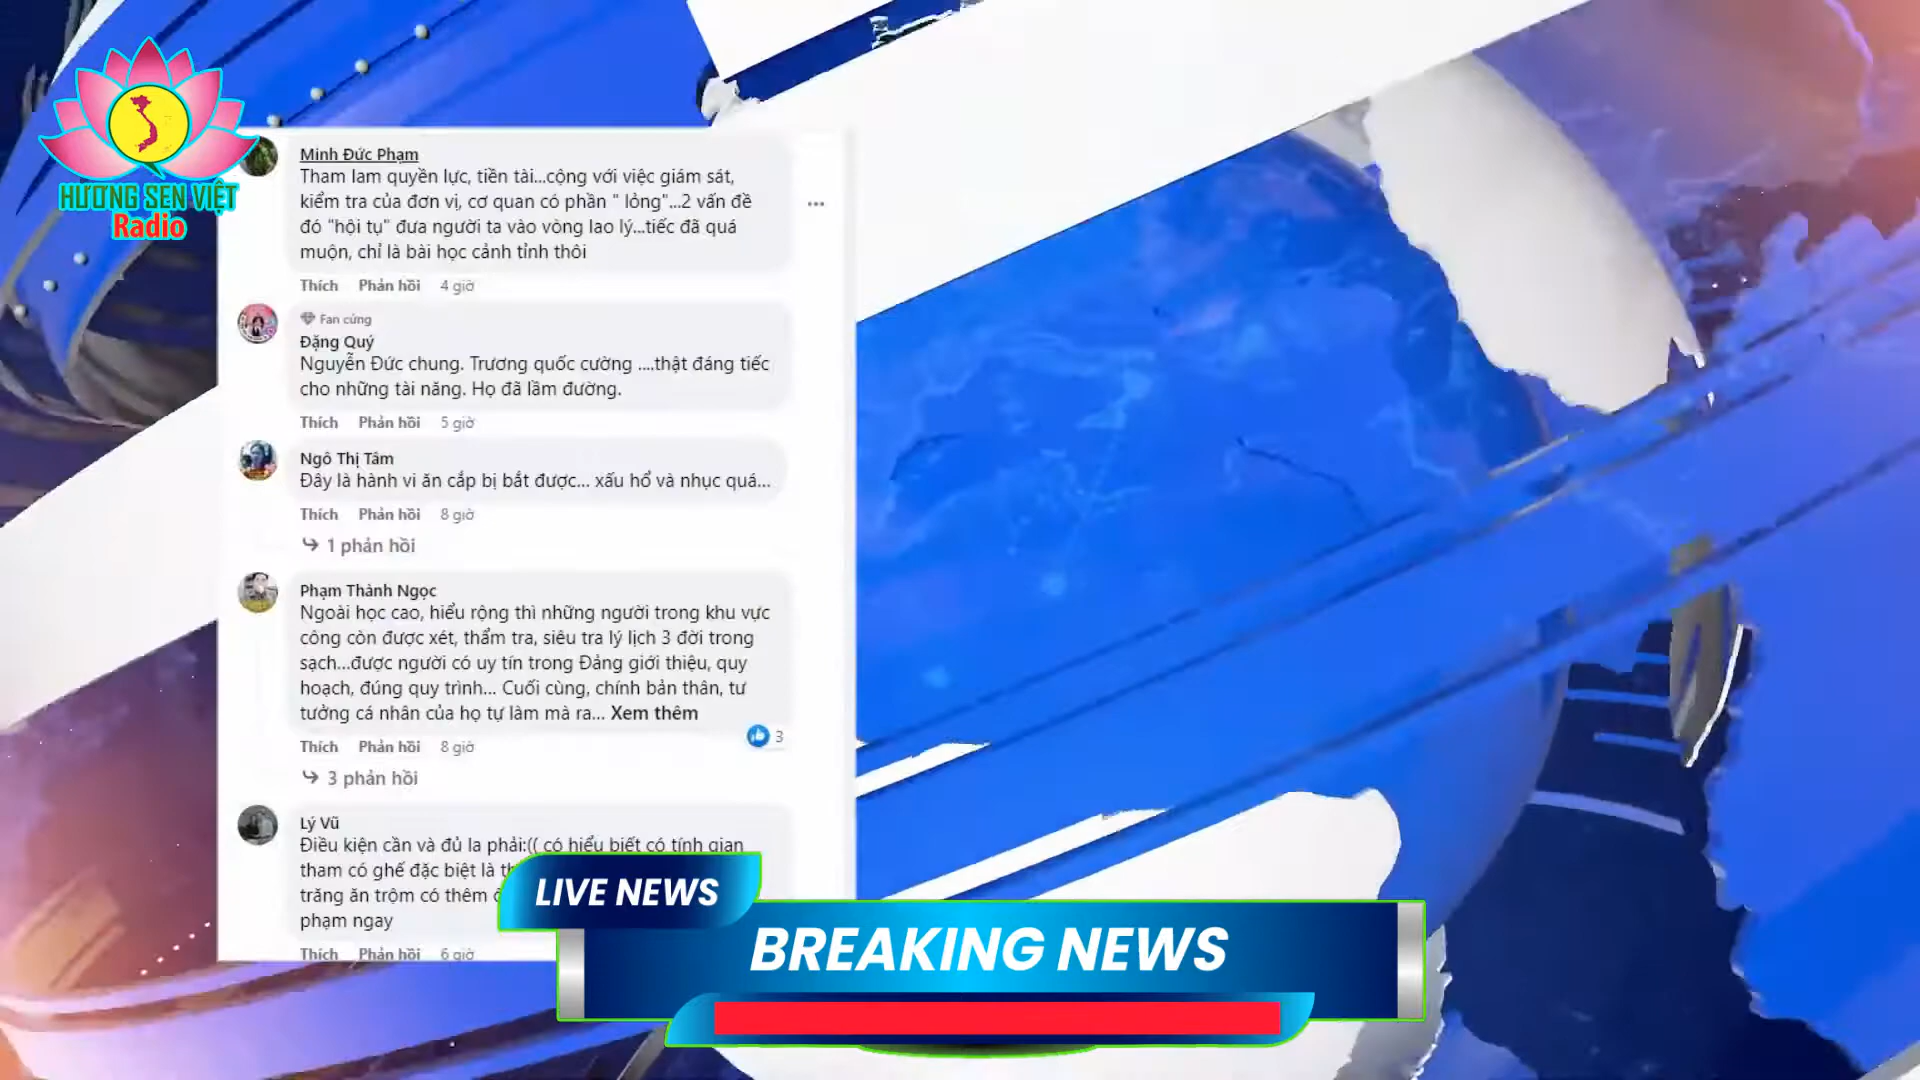 HƯƠNG SEN VIỆT
Radio
Minh Đức Phạm
Tham lam quyền lực, tiền tài...cộng với việc giám sát,
kiểm tra của đơn vị, cơ quan có phần " lỏng"...2 vấn đề
đó "hội tụ" đưa người ta vào vòng lao lý...tiếc đã quá
muộn, chỉ là bài học cảnh tỉnh thôi
Thích Phản hồi 4 giờ
Fan cứng
Đặng Quý
Nguyễn Đức chung. Trương quốc cường ....thật đáng tiếc
cho những tài năng. Họ đã lầm đường.
Thích Phản hồi 5 giờ
Ngô Thị Tâm
Đây là hành vi ăn cắp bị bắt được... xấu hổ và nhục quá...
Thích Phản hồi 8 giờ
1 phản hồi
Phạm Thành Ngọc
Ngoài học cao, hiểu rộng thì những người trong khu vực
công còn được xét, thẩm tra, siêu tra lý lịch 3 đời trong
sạch...được người có uy tín trong Đảng giới thiệu, quy
hoạch, đúng quy trình... Cuối cùng, chính bản thân, tư
tưởng cá nhân của họ tự làm mà ra... Xem thêm
3
Thích Phản hồi 8 giờ
3 phản hồi
Lý Vũ
Điều kiện cần và đủ la phải:(( có hiểu biết có tính gian
tham có ghế đặc biệt là
trăng ăn trộm có thêm
phạm ngay
Thích Phản hồi 6 giờ
LIVE NEWS
BREAKING NEWS